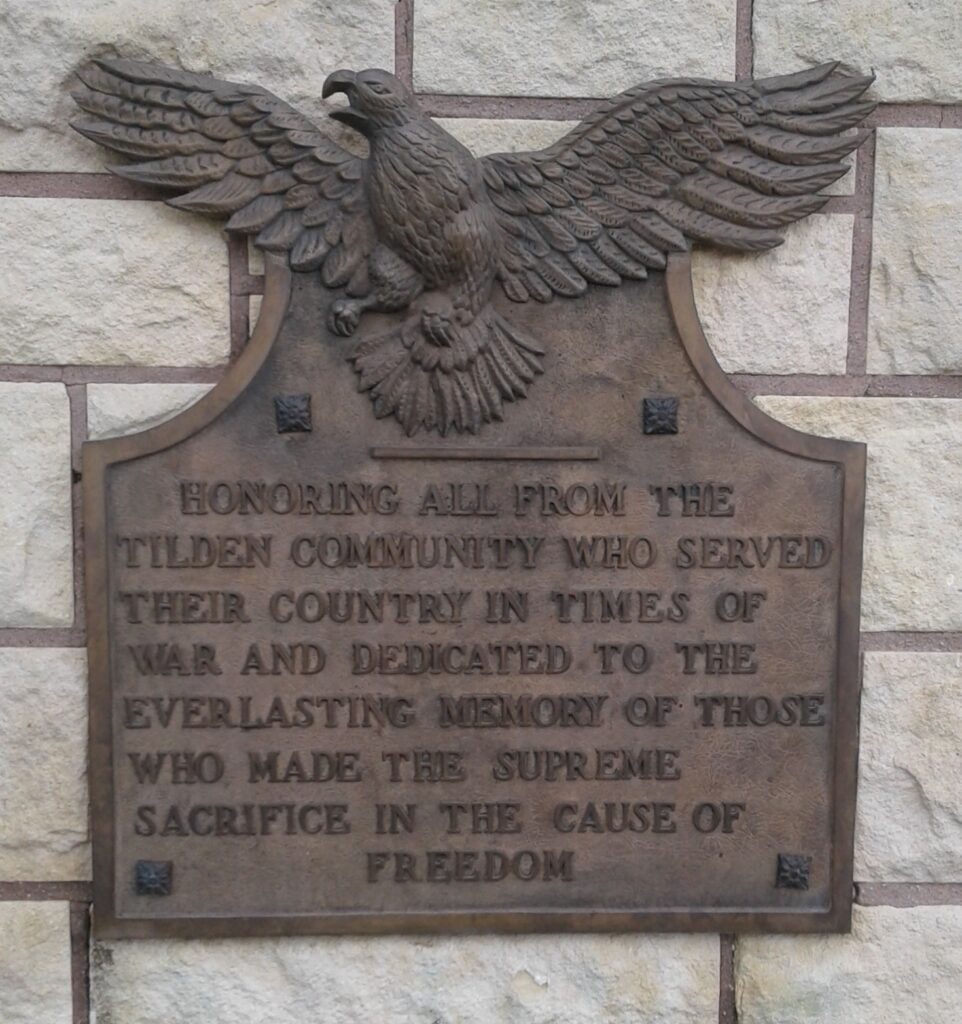 HONORING ALL FROM THE
TILDEN COMMUNITY WHO SERVED
THEIR COUNTRY IN TIMES OF
WAR AND DEDICATED TO THE
EVERLASTING MEMORY OF THOSE
WHO MADE THE SUPREME
SACRIFICE IN THE CAUSE OF
FREEDOM